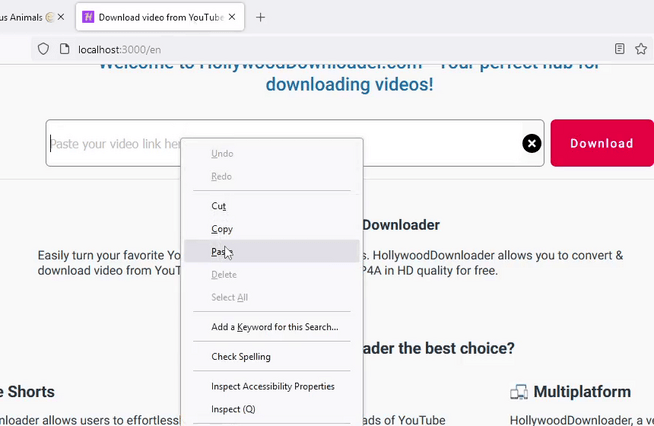 us Animals
Download video from YouTube
localhost:3000/en
Welcome to HollywoodDownloader.com - Your perfect hub for
downloading videos!
Paste your video link her
Download
Undo
Redo
Cut
Copy
Paste
Delete
Select All
Add a Keyword for this Search...
Check Spelling
Inspect Accessibility Properties
Inspect (Q)
Downloader
Easily turn your favorite Yo
s. HollywoodDownloader allows you to convert &
download video from YouT
P4A in HD quality for free.
ader the best choice?
e Shorts
Multiplatform
nloader allows users to effortlessl
ads of YouTube
HollywoodDownloader, a ve